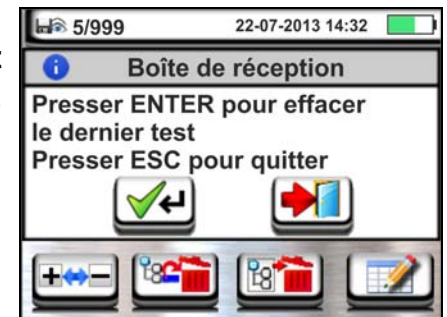 5/999 22-07-2013 14:32
Boîte de réception
Presser ENTER pour effacer
le dernier test
Presser ESC pour quitter